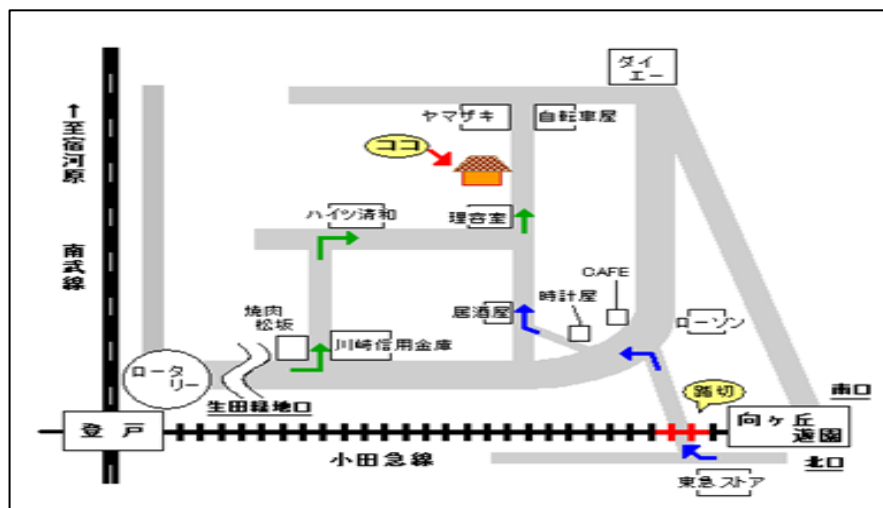 ダイ
エー
ヤマザキ
自転車屋
↑至宿河原
ココ
ハイツ済和
理容室
南武線
CAFE
時計屋
居酒屋
ローソン
焼肉
松坂
川崎信用金庫
ロータ
リー
生田緑地口
踏切
南口
登戸
向ヶ丘
遊園
小田急線
北口
東急ストア